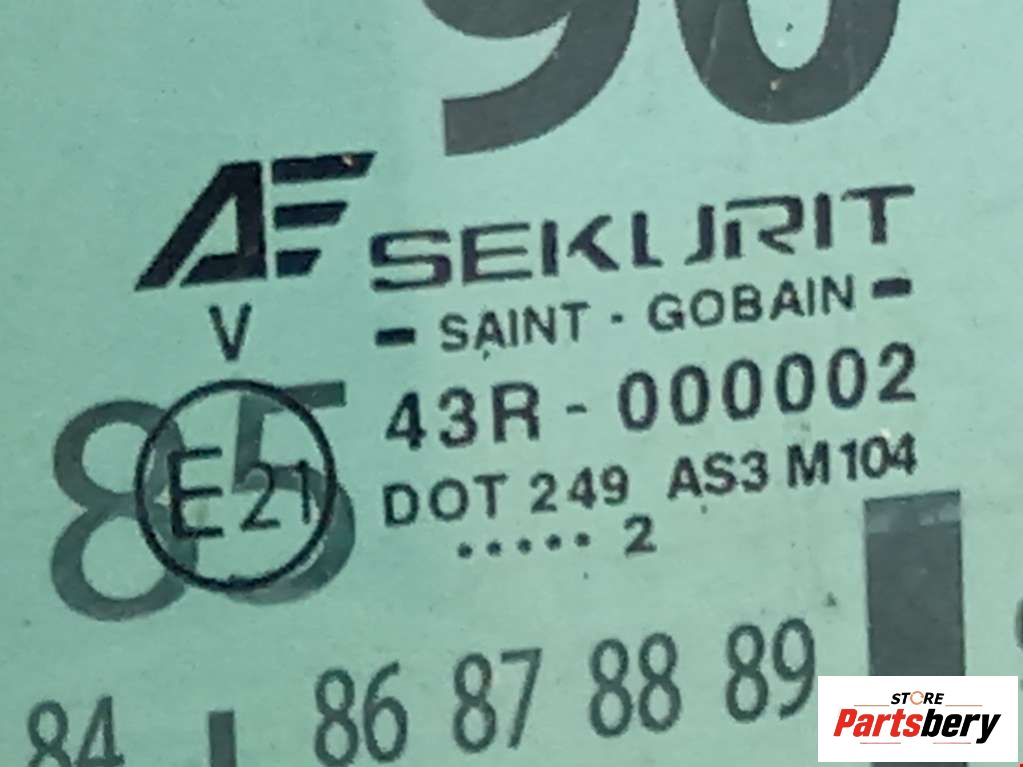 90
AE SEKURIT
SAINT - GOBAIN
V
43R - 000002
85
E21
DOT 249 AS3 M104
..... 2
84 86 87 88 89
STORE
Partsbery